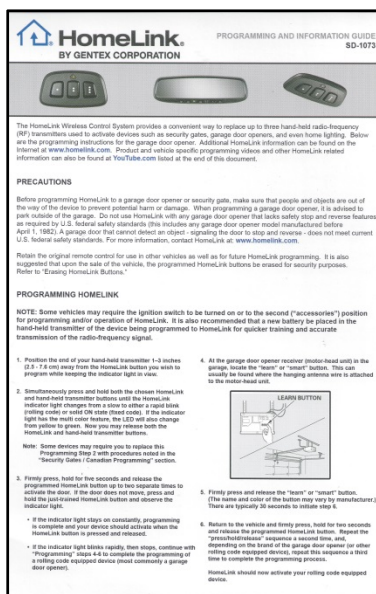 HomeLink®
BY GENTEX CORPORATION
PROGRAMMING AND INFORMATION GUIDE
SD-1073
The HomeLink Wireless Control System provides a convenient way to replace up to three hand-held radio-frequency
(RF) transmitters used to activate devices such as security gates, garage door openers, and even home lighting. Below
are the programming instructions for the garage door opener. Additional HomeLink information can be found on the
Internet at www.homelink.com. Product and vehicle specific programming videos and other HomeLink related
information can also be found at YouTube.com listed at the end of this document.
PRECAUTIONS
Before programming HomeLink to a garage door opener or security gate, make sure that people and objects are out of
the way of the device to prevent potential harm or damage. When programming a garage door opener, it is advised to
park outside of the garage. Do not use HomeLink with any garage door opener that lacks safety stop and reverse features
as required by U.S. federal safety standards (this includes any garage door opener model manufactured before
April 1, 1982). A garage door that cannot detect an object - signaling the door to stop and reverse - does not meet current
U.S. federal safety standards. For more information, contact HomeLink at: www.homelink.com.
Retain the original remote control for use in other vehicles as well as for future HomeLink programming. It is also
suggested that upon the sale of the vehicle, the programmed HomeLink buttons be erased for security purposes.
Refer to "Erasing HomeLink Buttons."
PROGRAMMING HOMELINK
NOTE: Some vehicles may require the ignition switch to be turned on or to the second ("accessories") position
for programming and/or operation of HomeLink. It is also recommended that a new battery be placed in the
hand-held transmitter of the device being programmed to HomeLink for quicker training and accurate
transmission of the radio-frequency signal.
1. Position the end of your hand-held transmitter 1–3 inches
(2.5 - 7.6 cm) away from the HomeLink button you wish to
program while keeping the indicator light in view.
2. Simultaneously press and hold both the chosen HomeLink
and hand-held transmitter buttons until the HomeLink
indicator light changes from a slow to either a rapid blink
(rolling code) or solid ON state (fixed code). If the indicator
light has the multi color feature, the LED will also change
from yellow to green. Now you may release both the
HomeLink and hand-held transmitter buttons.
Note: Some devices may require you to replace this
Programming Step 2 with procedures noted in the
"Security Gates / Canadian Programming" section.
3. Firmly press, hold for five seconds and release the
programmed HomeLink button up to two separate times to
activate the door. If the door does not move, press and
hold the just-trained HomeLink button and observe the
indicator light.
• If the indicator light stays on constantly, programming
is complete and your device should activate when the
HomeLink button is pressed and released.
• If the indicator light blinks rapidly, then stops, continue with
"Programming" steps 4-6 to complete the programming of
a rolling code equipped device (most commonly a garage
door opener).
4. At the garage door opener receiver (motor-head unit) in the
garage, locate the "learn" or "smart" button. This can
usually be found where the hanging antenna wire is attached
to the motor-head unit.
LEARN BUTTON
5. Firmly press and release the "learn" or "smart" button.
(The name and color of the button may vary by manufacturer.)
There are typically 30 seconds to initiate step 6.
6. Return to the vehicle and firmly press, hold for two seconds
and release the programmed HomeLink button. Repeat the
"press/hold/release" sequence a second time, and,
depending on the brand of the garage door opener (or other
rolling code equipped device), repeat this sequence a third
time to complete the programming process.
HomeLink should now activate your rolling code equipped
device.